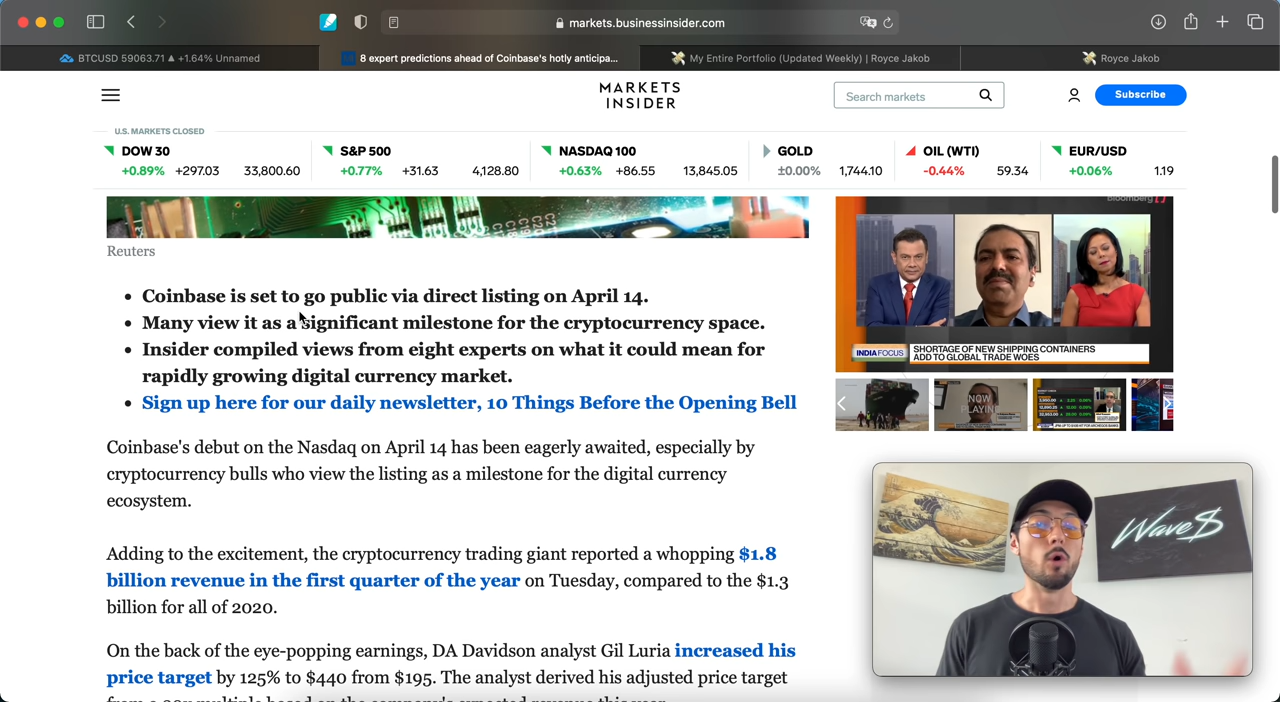 markets.businessinsider.com
BTCUSD 59063.71 ▲ +1.64% Unnamed
8 expert predictions ahead of Coinbase's hotly anticipa...
My Entire Portfolio (Updated Weekly) | Royce Jakob
Royce Jakob
MARKETS
INSIDER
Search markets
Subscribe
U.S. MARKETS CLOSED
DOW 30
+0.89% +297.03 33,800.60
S&P 500
+0.77% +31.63 4,128.80
NASDAQ 100
+0.63% +86.55 13,845.05
GOLD
±0.00% 1,744.10
OIL (WTI)
-0.44% 59.34
EUR/USD
+0.06% 1.19
Reuters
• Coinbase is set to go public via direct listing on April 14.
• Many view it as a significant milestone for the cryptocurrency space.
• Insider compiled views from eight experts on what it could mean for
rapidly growing digital currency market.
• Sign up here for our daily newsletter, 10 Things Before the Opening Bell
Coinbase's debut on the Nasdaq on April 14 has been eagerly awaited, especially by
cryptocurrency bulls who view the listing as a milestone for the digital currency
ecosystem.
Adding to the excitement, the cryptocurrency trading giant reported a whopping $1.8
billion revenue in the first quarter of the year on Tuesday, compared to the $1.3
billion for all of 2020.
On the back of the eye-popping earnings, DA Davidson analyst Gil Luria increased his
price target by 125% to $440 from $195. The analyst derived his adjusted price target
Bloomberg
INDIA FOCUS
SHORTAGE OF NEW SHIPPING CONTAINERS
ADD TO GLOBAL TRADE WOES
NOW
PLAYIN
Wave$